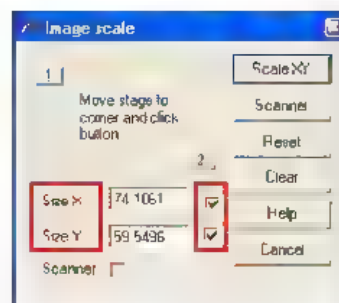 Image scale
1
Scale XY
Move stage to
corner and click
button
Scanner
Reset
2
Clear
Size X 74.1061
Help
Size Y 59.5496
Cancel
Scanner